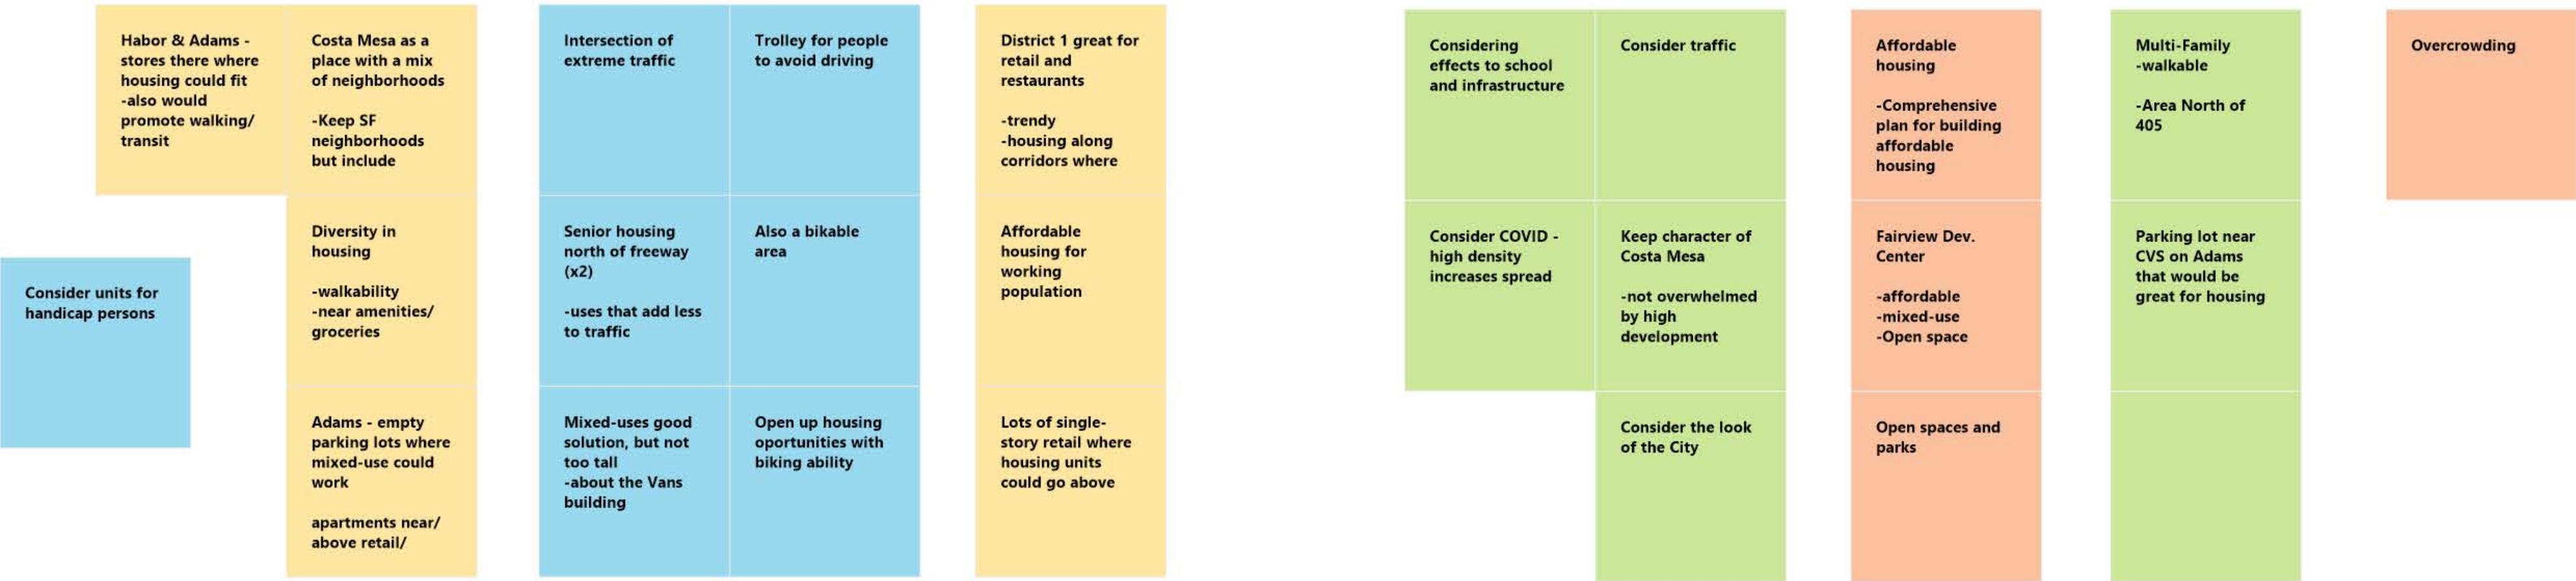 Habor & Adams -
stores there where
housing could fit
-also would
promote walking/
transit
Costa Mesa as a
place with a mix
of neighborhoods
-Keep SF
neighborhoods
but include
Diversity in
housing
-walkability
-near amenities/
groceries
Consider units for
handicap persons
Adams - empty
parking lots where
mixed-use could
work
apartments near/
above retail/
Intersection of
extreme traffic
Trolley for people
to avoid driving
Senior housing
north of freeway
(x2)
-uses that add less
to traffic
Also a bikable
area
Mixed-uses good
solution, but not
too tall
-about the Vans
building
Open up housing
oportunities with
biking ability
District 1 great for
retail and
restaurants
-trendy
-housing along
corridors where
Affordable
housing for
working
population
Lots of single-
story retail where
housing units
could go above
Considering
effects to school
and infrastructure
Consider traffic
Consider COVID -
high density
increases spread
Keep character of
Costa Mesa
-not overwhelmed
by high
development
Consider the look
of the City
Affordable
housing
-Comprehensive
plan for building
affordable
housing
Fairview Dev.
Center
-affordable
-mixed-use
-Open space
Open spaces and
parks
Multi-Family
-walkable
-Area North of
405
Parking lot near
CVS on Adams
that would be
great for housing
Overcrowding